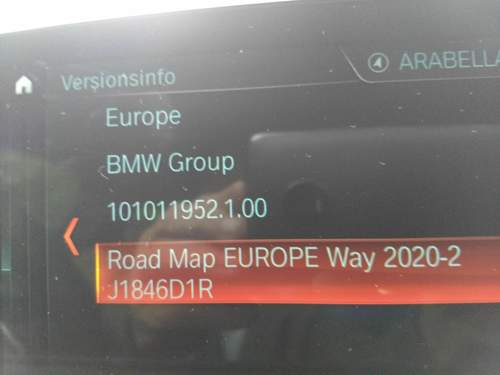 Versionsinfo
ARABELLA
Europe
BMW Group
101011952.1.00
Road Map EUROPE Way 2020-2
J1846D1R